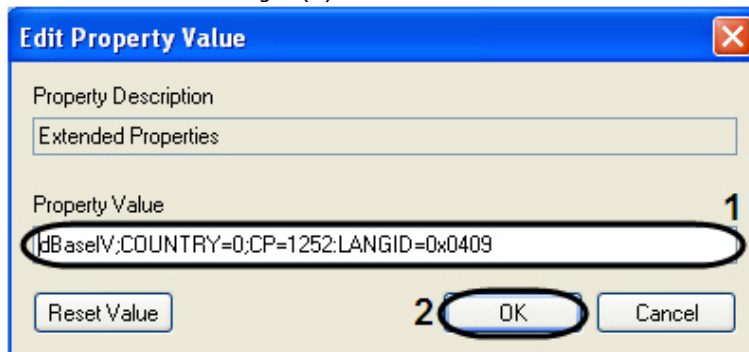 Edit Property Value
Property Description
Extended Properties
Property Value
1
dBaseIV;COUNTRY=0;CP=1252:LANGID=0x0409
Reset Value
2
OK
Cancel